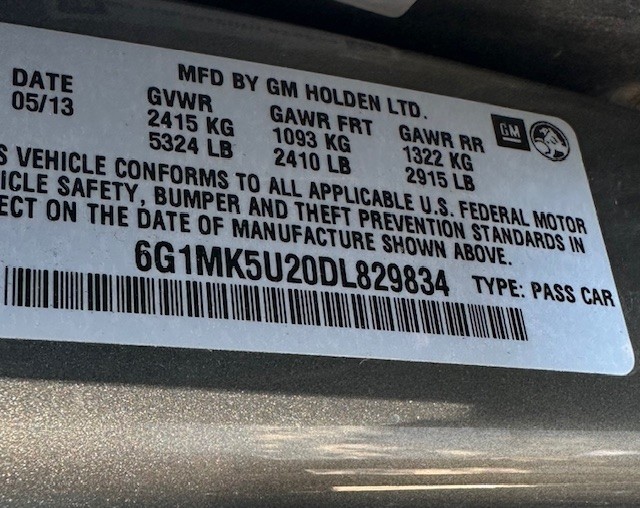 MFD BY GM HOLDEN LTD.
DATE
05/13
GVWR
2415 KG
5324 LB
GAWR FRT
1093 KG
2410 LB
GAWR RR
1322 KG
2915 LB
GM
S VEHICLE CONFORMS TO ALL APPLICABLE U.S. FEDERAL MOTOR
ICLE SAFETY, BUMPER AND THEFT PREVENTION STANDARDS IN
ECT ON THE DATE OF MANUFACTURE SHOWN ABOVE.
6G1MK5U20DL829834 TYPE: PASS CAR